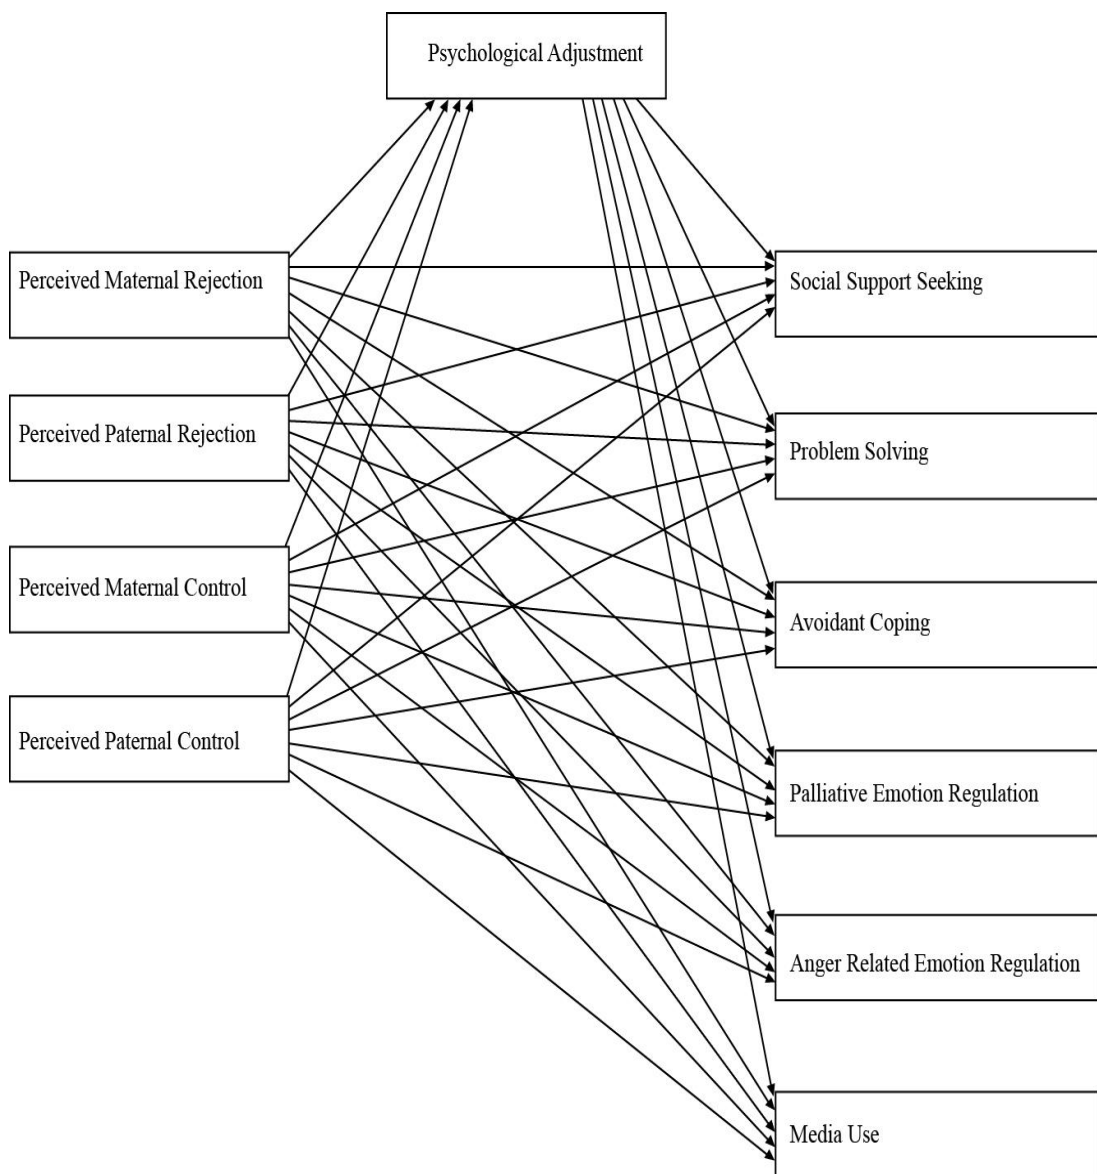 Psychological Adjustment
Perceived Maternal Rejection
Perceived Paternal Rejection
Perceived Maternal Control
Perceived Paternal Control
Social Support Seeking
Problem Solving
Avoidant Coping
Palliative Emotion Regulation
Anger Related Emotion Regulation
Media Use